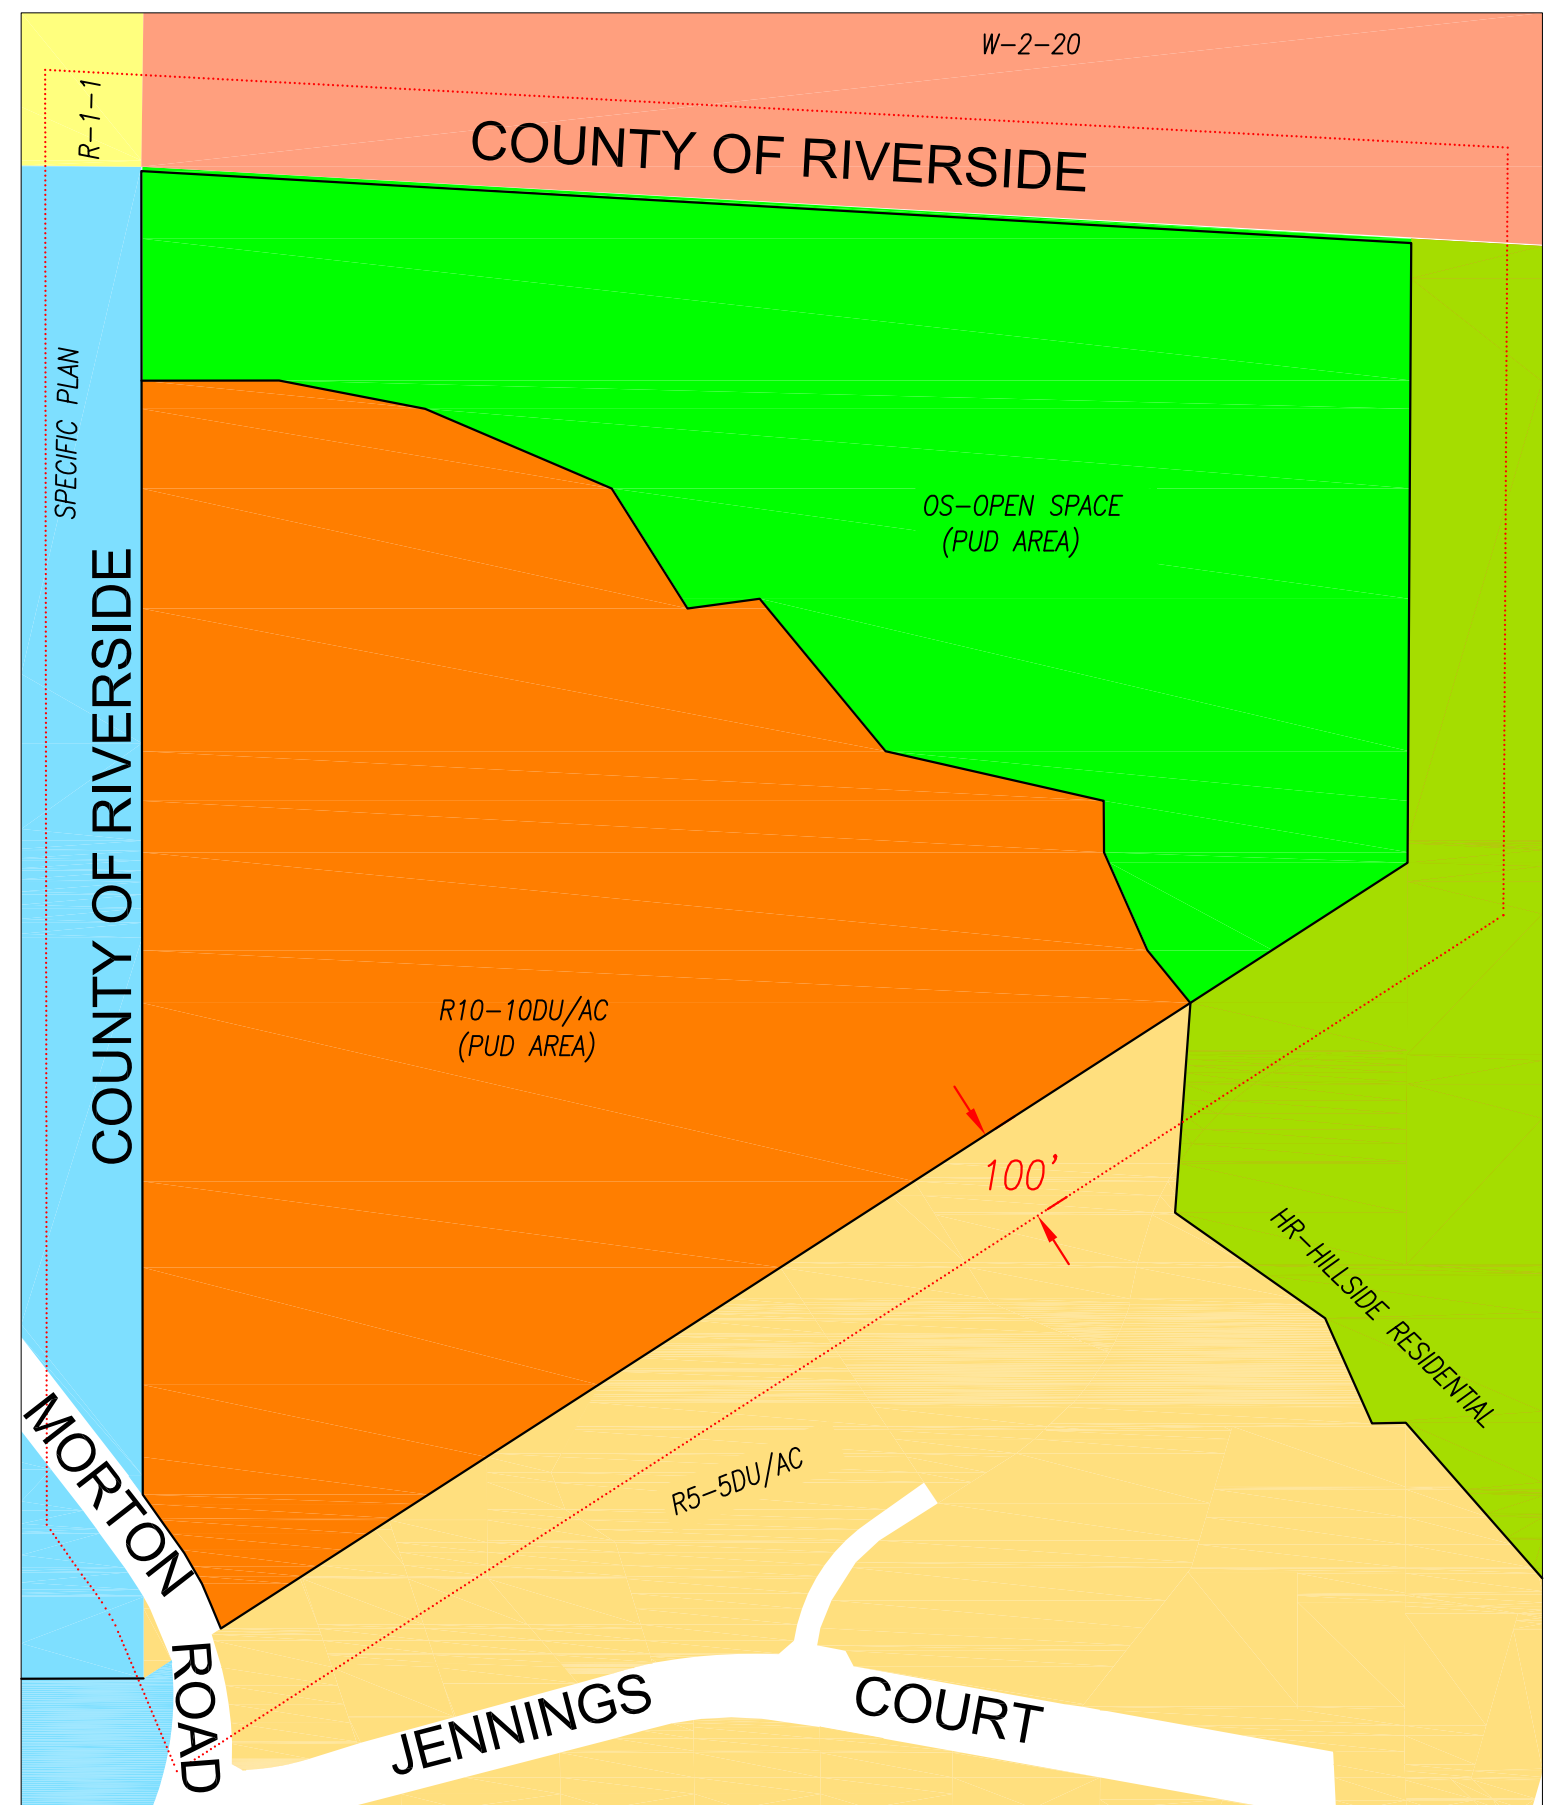 W-2-20
R-1-1
COUNTY OF RIVERSIDE
SPECIFIC PLAN
COUNTY OF RIVERSIDE
OS-OPEN SPACE
(PUD AREA)
R10-10DU/AC
(PUD AREA)
100'
HR-HILLSIDE RESIDENTIAL
R5-5DU/AC
MORTON ROAD
JENNINGS COURT